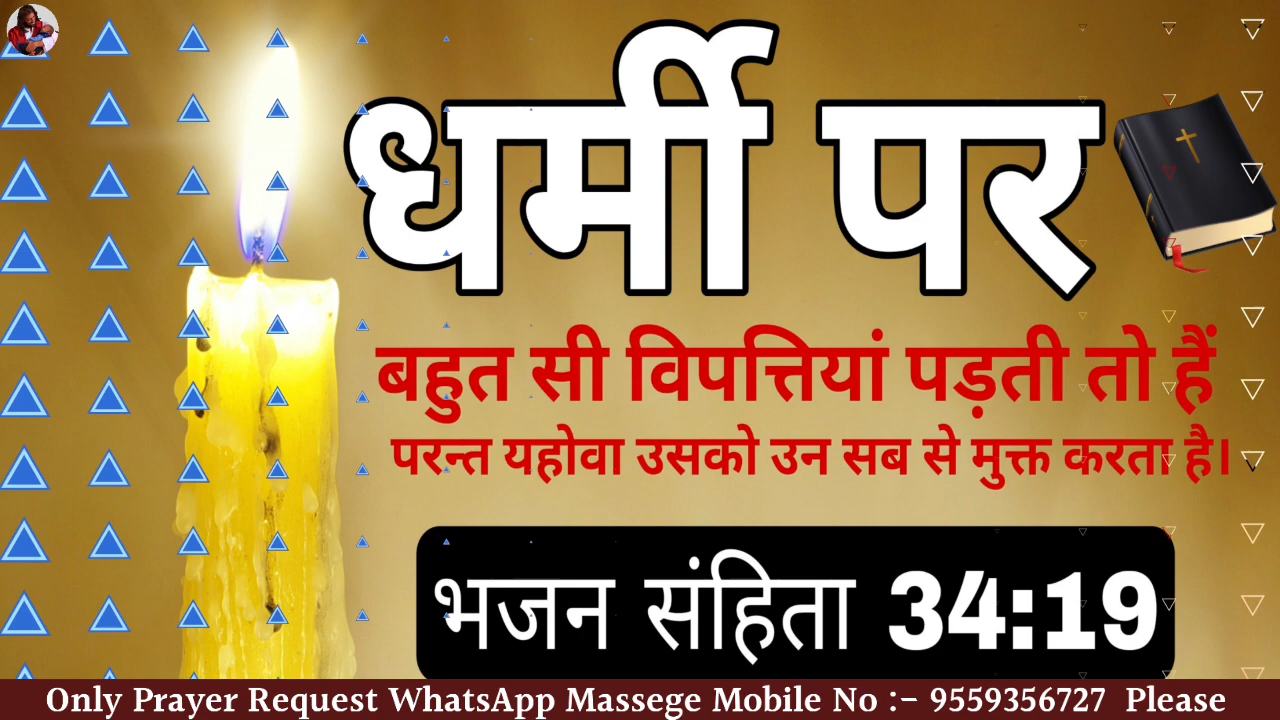 धर्मी पर
बहुत सी विपत्तियां पड़ती तो हैं
परन्त यहोवा उसको उन सब से मुक्त करता है।
भजन संहिता 34:19
Only Prayer Request WhatsApp Massege Mobile No :- 9559356727 Please